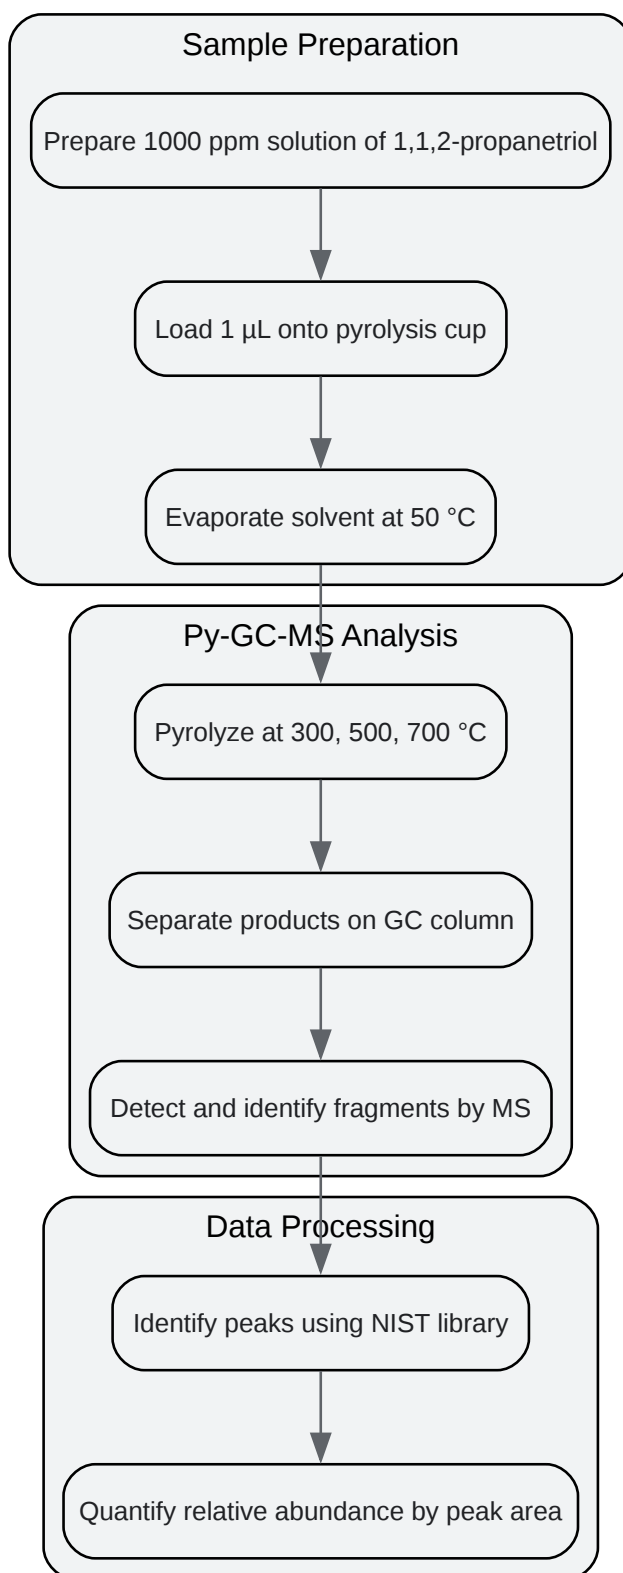 Sample Preparation
Prepare 1000 ppm solution of 1,1,2-propanetriol
Load 1 µL onto pyrolysis cup
Evaporate solvent at 50 °C
Py-GC-MS Analysis
Pyrolyze at 300, 500, 700 °C
Separate products on GC column
Detect and identify fragments by MS
Data Processing
Identify peaks using NIST library
Quantify relative abundance by peak area